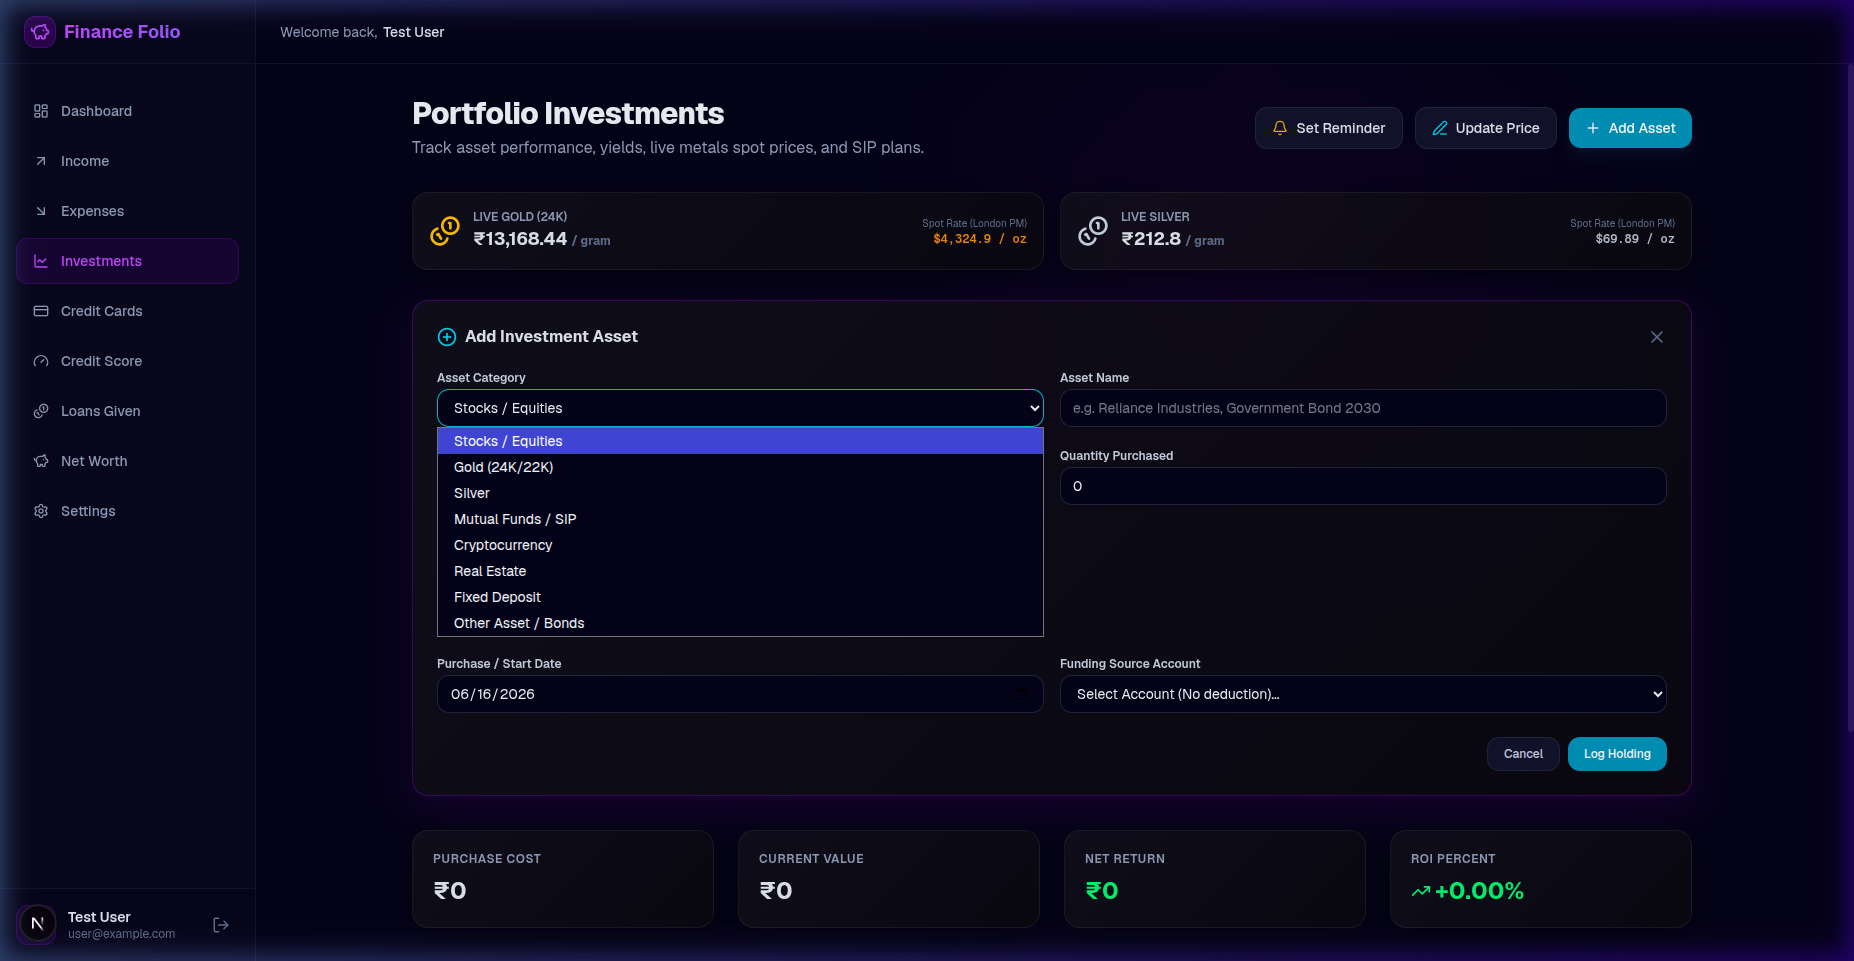 Finance Folio
Welcome back, Test User
Dashboard
Income
Expenses
Investments
Credit Cards
Credit Score
Loans Given
Net Worth
Settings
Test User
user@example.com
N
Portfolio Investments
Track asset performance, yields, live metals spot prices, and SIP plans.
Set Reminder
Update Price
Add Asset
LIVE GOLD (24K)
₹13,168.44 / gram
Spot Rate (London PM)
$4,324.9 / oz
LIVE SILVER
₹212.8 / gram
Spot Rate (London PM)
$69.89 / oz
Add Investment Asset
Asset Category
Stocks / Equities
Stocks / Equities
Gold (24K/22K)
Silver
Mutual Funds / SIP
Cryptocurrency
Real Estate
Fixed Deposit
Other Asset / Bonds
Asset Name
e.g. Reliance Industries, Government Bond 2030
Quantity Purchased
0
Purchase / Start Date
06/16/2026
Funding Source Account
Select Account (No deduction)...
Cancel
Log Holding
PURCHASE COST
₹0
CURRENT VALUE
₹0
NET RETURN
₹0
ROI PERCENT
+0.00%